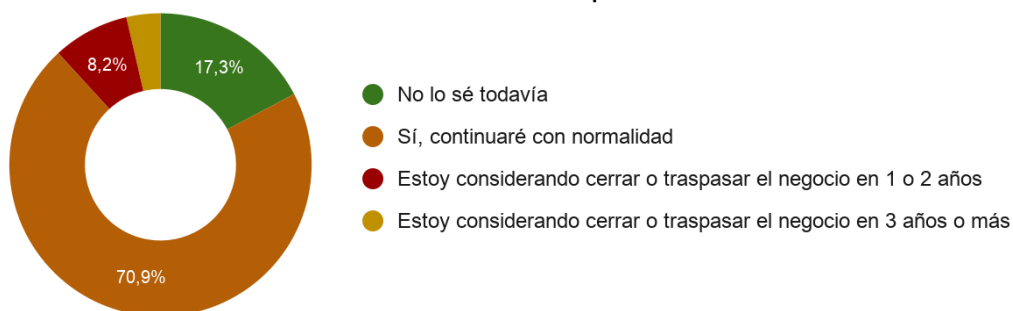 8,2%
17,3%
70,9%
No lo sé todavía
Sí, continuaré con normalidad
Estoy considerando cerrar o traspasar el negocio en 1 o 2 años
Estoy considerando cerrar o traspasar el negocio en 3 años o más